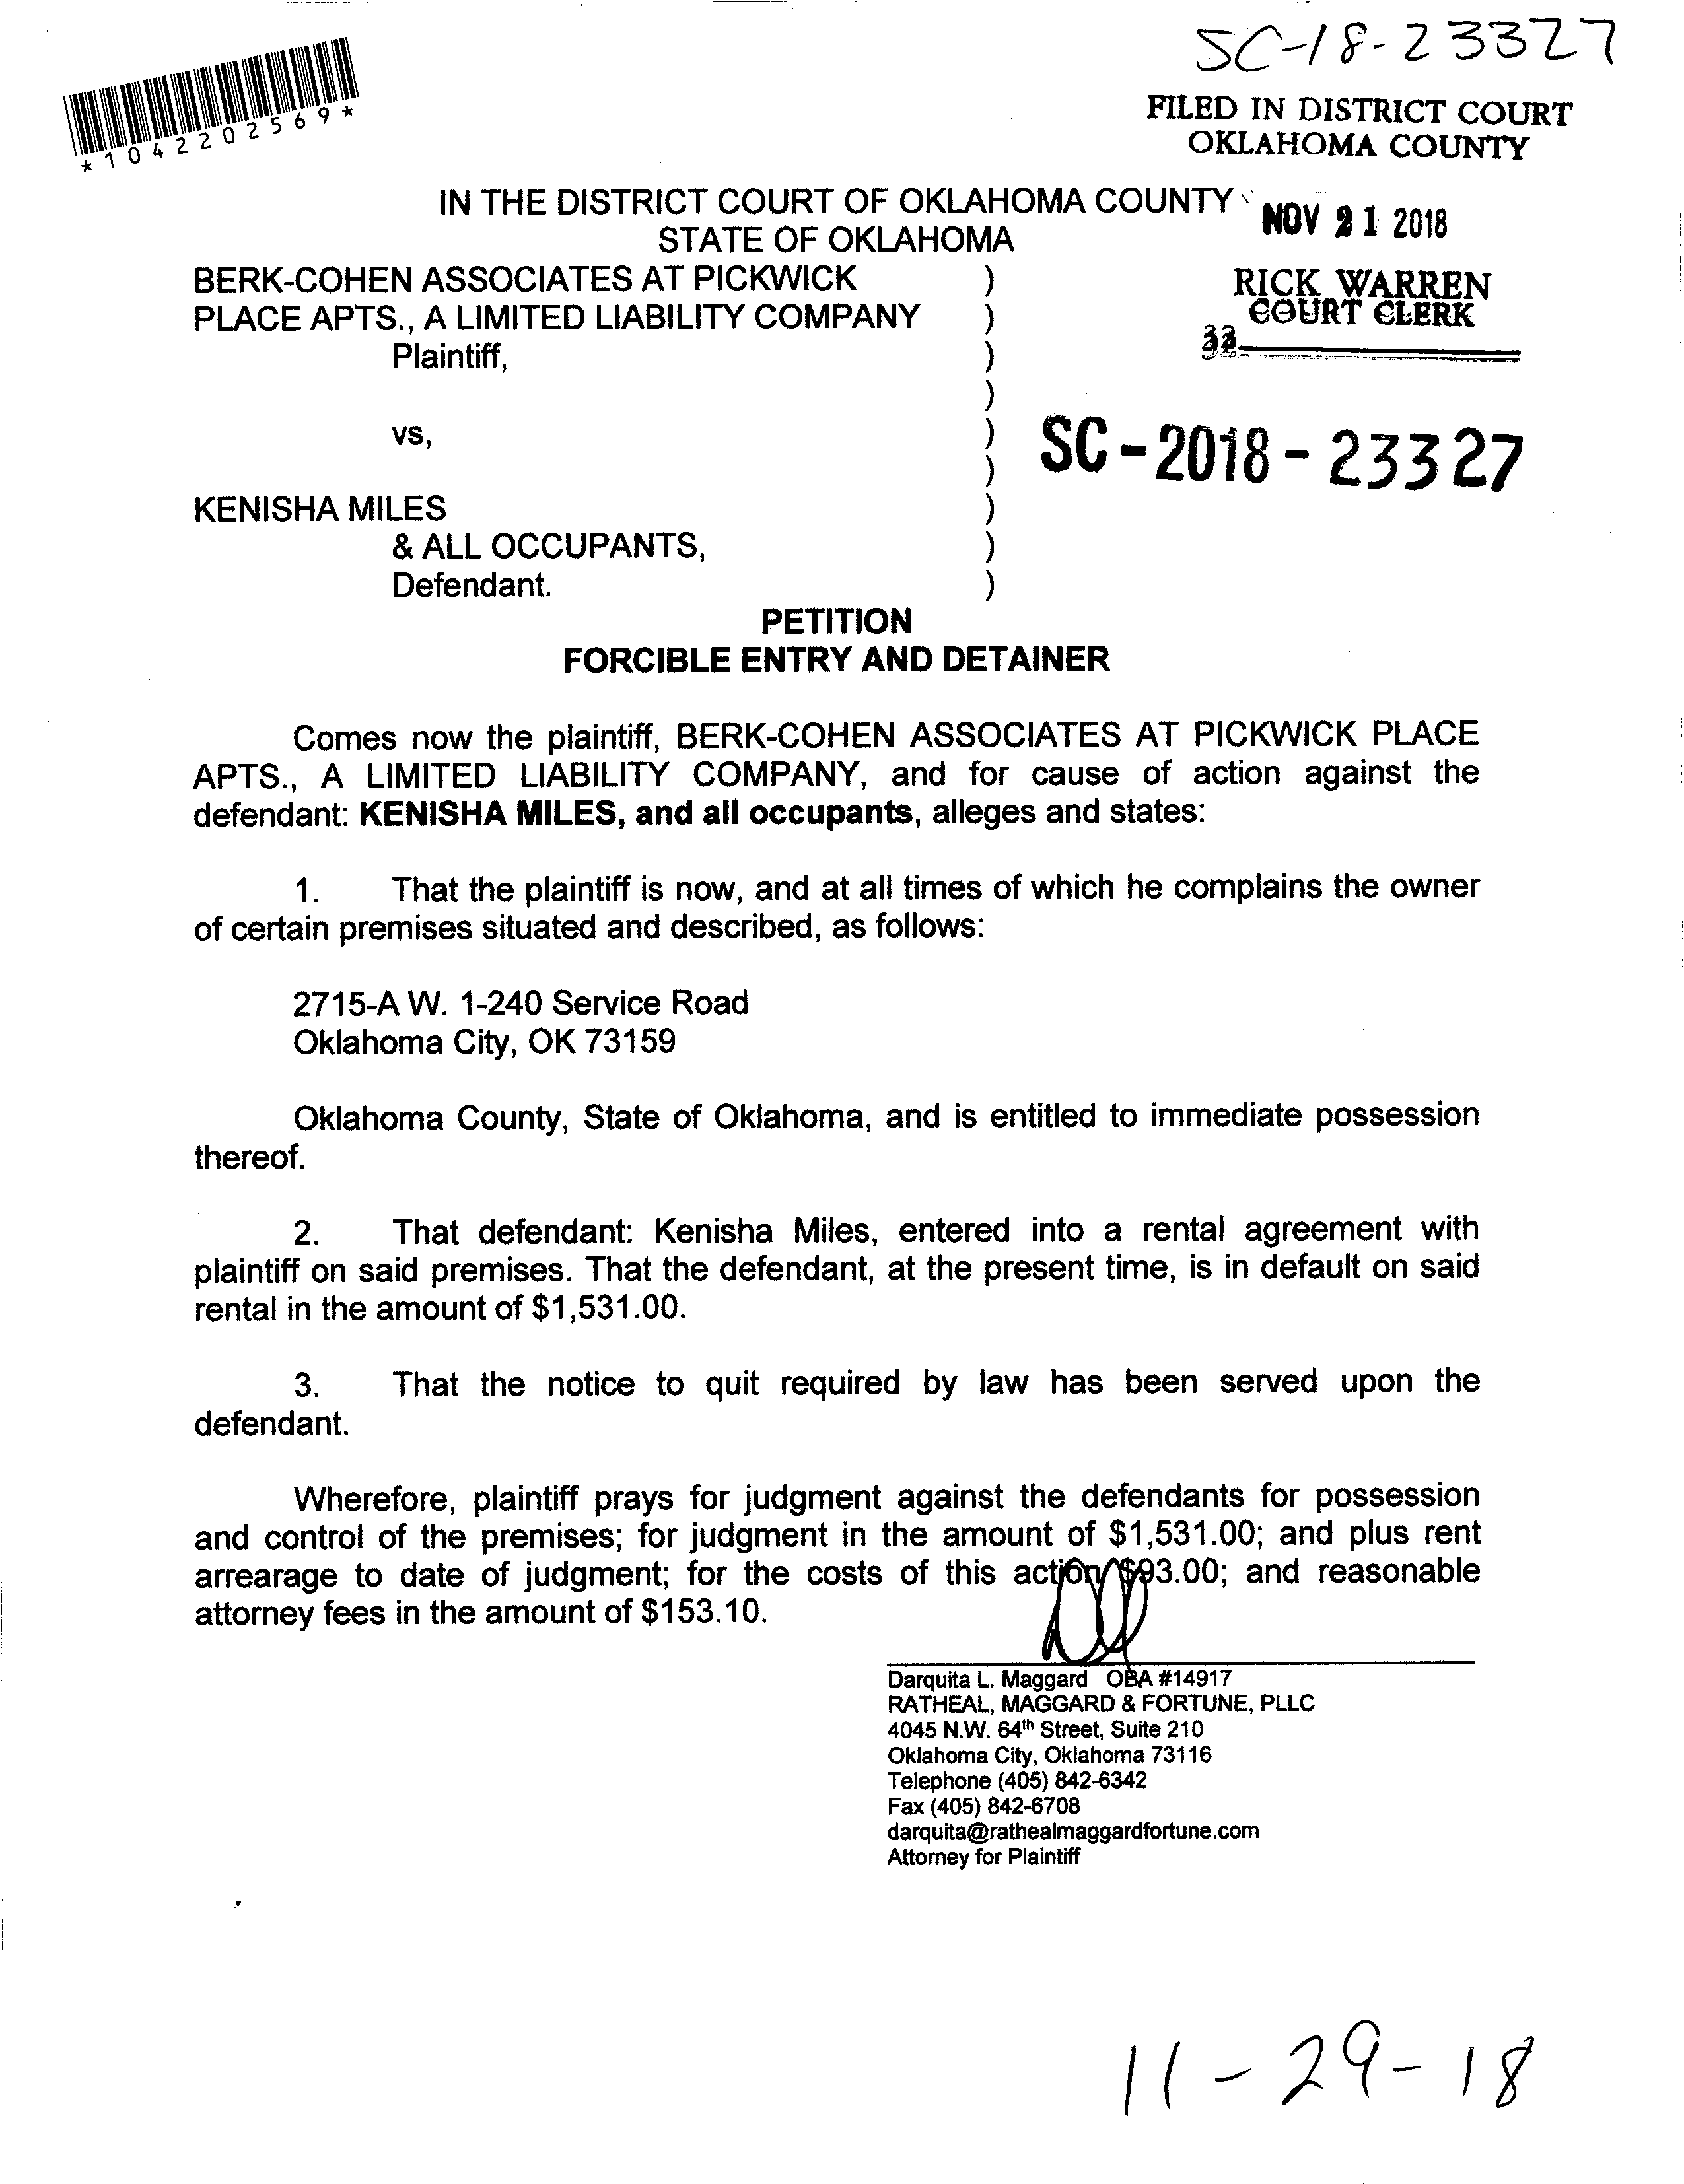 SC-18-23327
*1042202569*
FILED IN DISTRICT COURT
OKLAHOMA COUNTY
IN THE DISTRICT COURT OF OKLAHOMA COUNTY
NOV 21 2018
STATE OF OKLAHOMA
BERK-COHEN ASSOCIATES AT PICKWICK )
RICK WARREN
PLACE APTS., A LIMITED LIABILITY COMPANY )
COURT CLERK
Plaintiff, )
)
vs, )
SC-2018-23327
)
KENISHA MILES )
& ALL OCCUPANTS, )
Defendant. )
PETITION
FORCIBLE ENTRY AND DETAINER
Comes now the plaintiff, BERK-COHEN ASSOCIATES AT PICKWICK PLACE
APTS., A LIMITED LIABILITY COMPANY, and for cause of action against the
defendant: KENISHA MILES, and all occupants, alleges and states:
1. That the plaintiff is now, and at all times of which he complains the owner
of certain premises situated and described, as follows:
2715-A W. 1-240 Service Road
Oklahoma City, OK 73159
Oklahoma County, State of Oklahoma, and is entitled to immediate possession
thereof.
2. That defendant: Kenisha Miles, entered into a rental agreement with
plaintiff on said premises. That the defendant, at the present time, is in default on said
rental in the amount of $1,531.00.
3. That the notice to quit required by law has been served upon the
defendant.
Wherefore, plaintiff prays for judgment against the defendants for possession
and control of the premises; for judgment in the amount of $1,531.00; and plus rent
arrearage to date of judgment; for the costs of this action $93.00; and reasonable
attorney fees in the amount of $153.10.
Darquita L. Maggard OBA #14917
RATHEAL, MAGGARD & FORTUNE, PLLC
4045 N.W. 64th Street, Suite 210
Oklahoma City, Oklahoma 73116
Telephone (405) 842-6342
Fax (405) 842-6708
darquita@rathealmaggardfortune.com
Attorney for Plaintiff
11-29-18